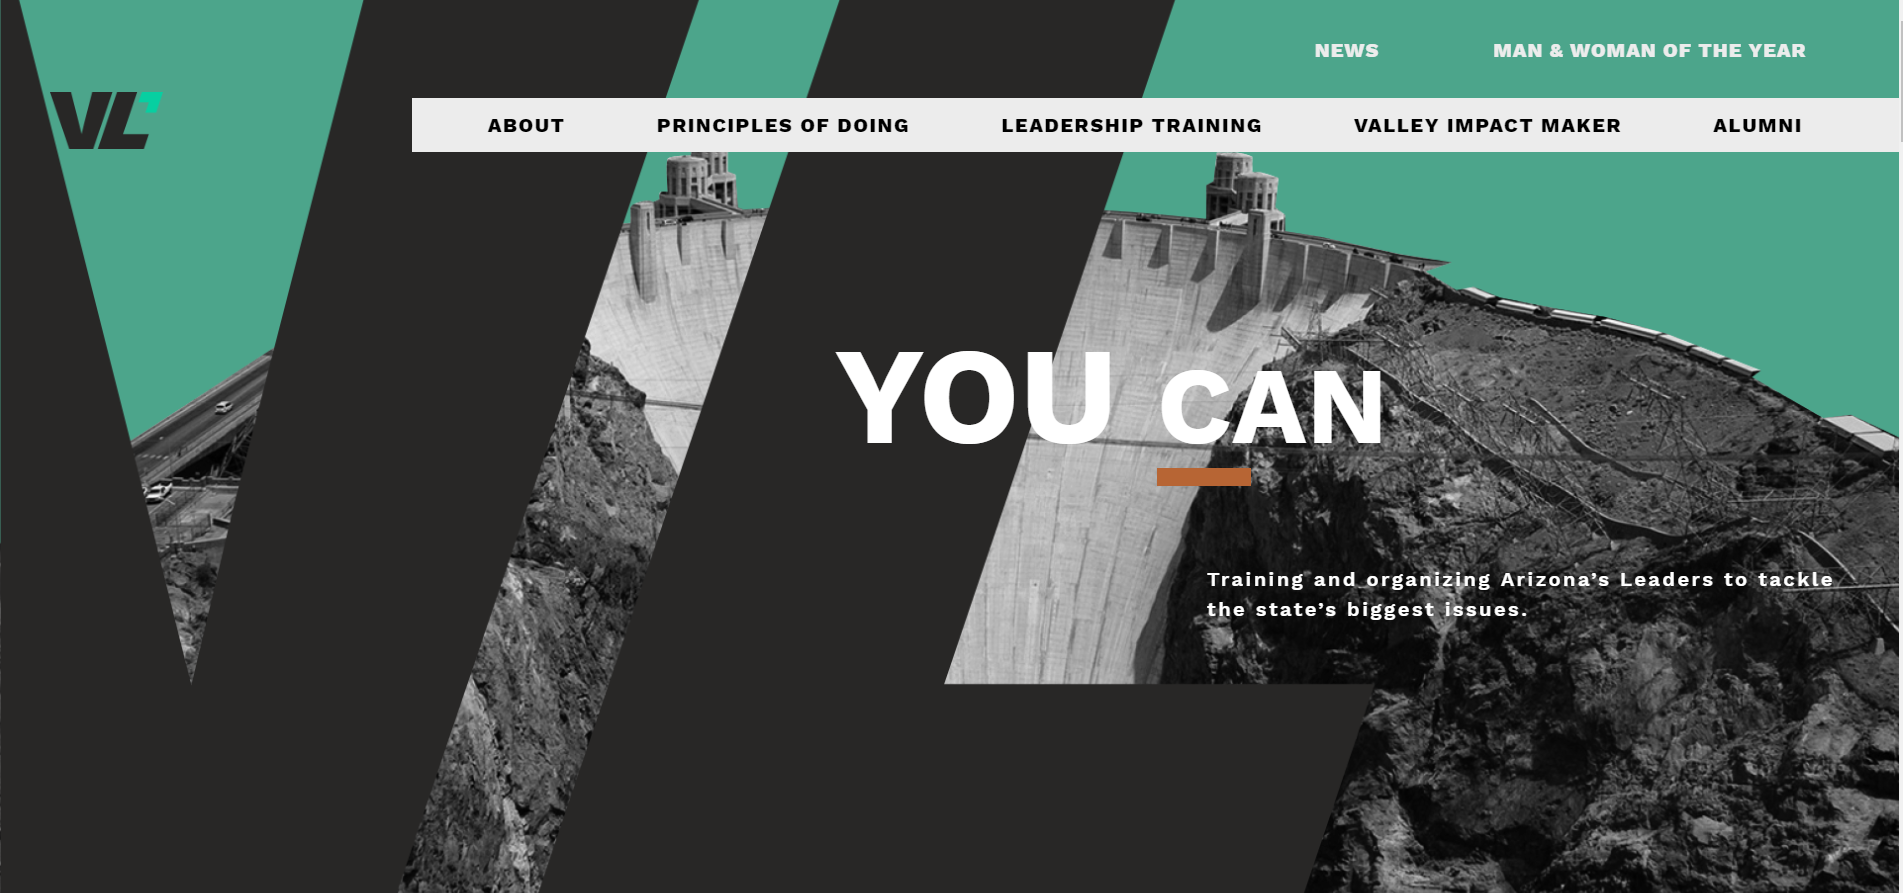 NEWS MAN & WOMAN OF THE YEAR
VL
ABOUT PRINCIPLES OF DOING LEADERSHIP TRAINING VALLEY IMPACT MAKER ALUMNI
YOU CAN
Training and organizing Arizona’s Leaders to tackle
the state’s biggest issues.